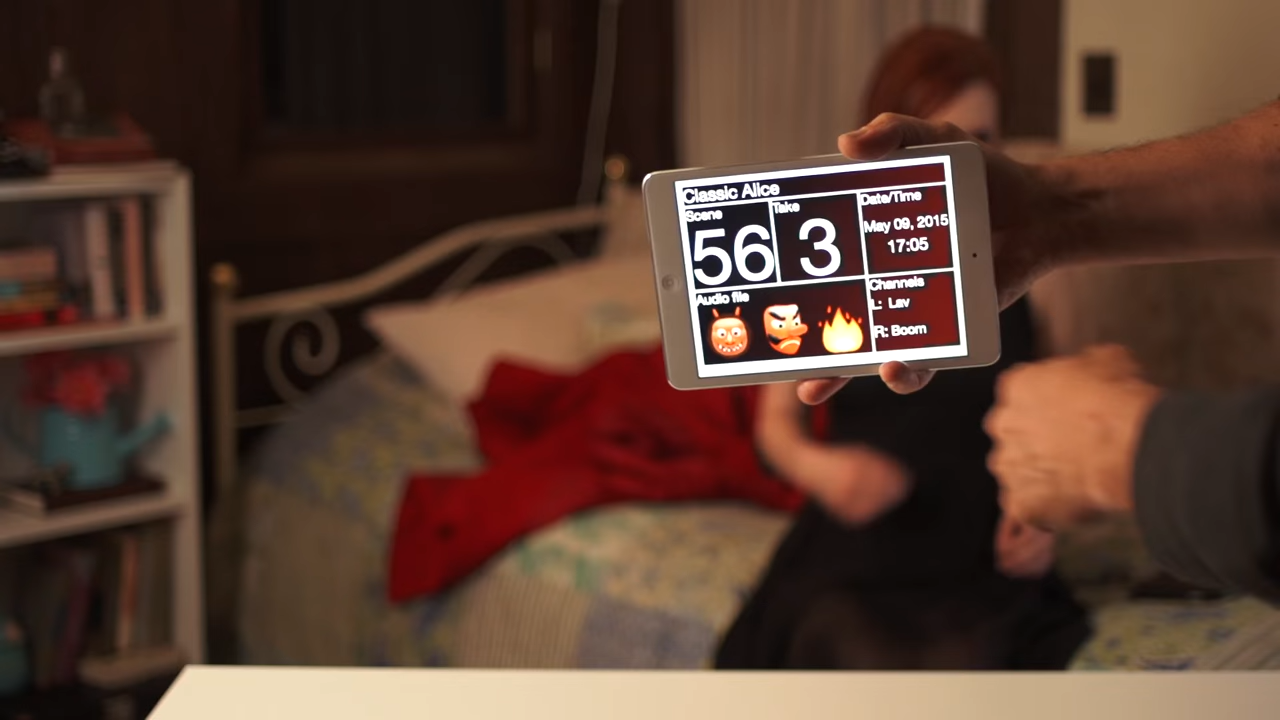 Classic Alice
Scene
56
Take
3
Date/Time
May 09, 2015
17:05
Audio file
👹 👺 🔥
Channels
L: Lav
R: Boom